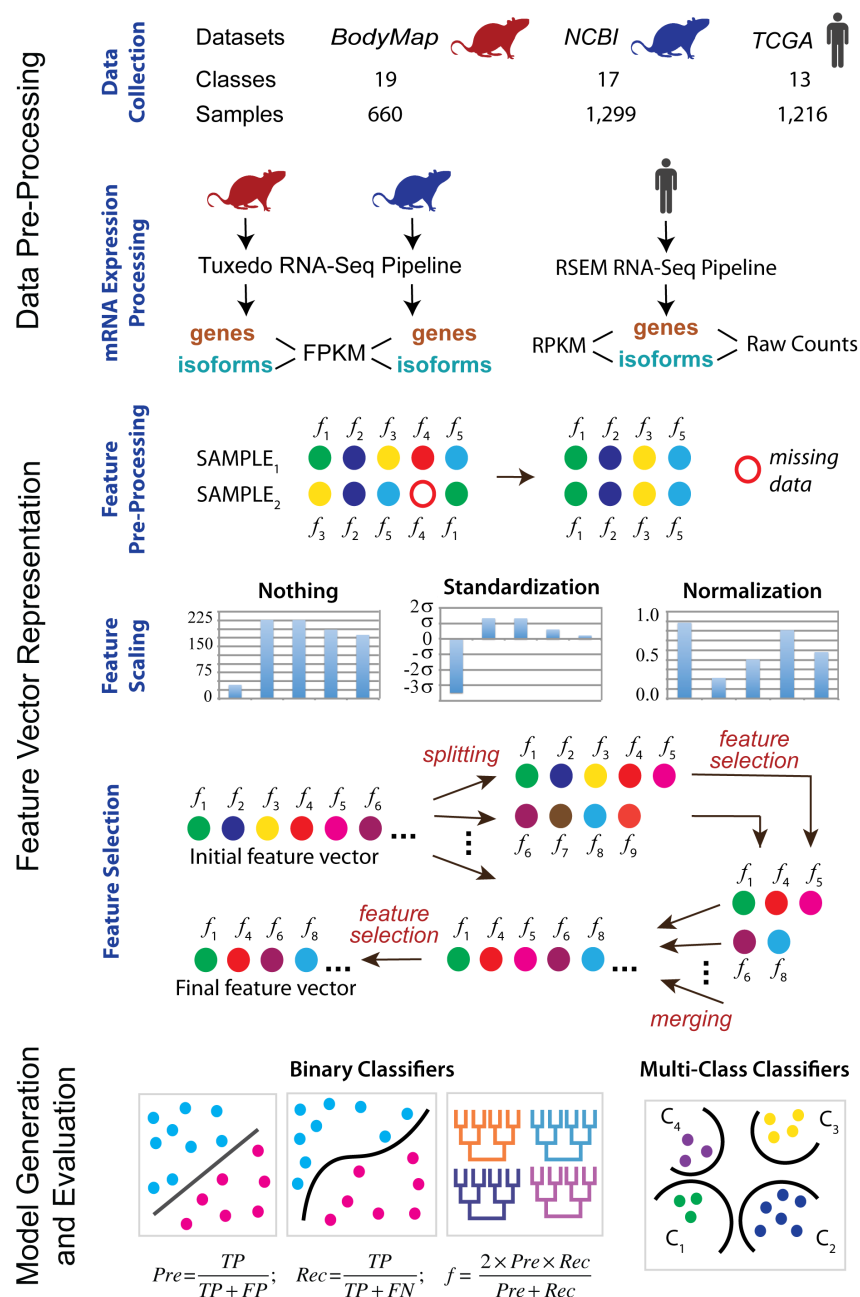 Data Pre-Processing
Data Collection
Datasets BodyMap NCBI TCGA
Classes 19 17 13
Samples 660 1,299 1,216
mRNA Expression Processing
Tuxedo RNA-Seq Pipeline
RSEM RNA-Seq Pipeline
genes genes genes
FPKM RPKM Raw Counts
isoforms isoforms isoforms
Feature Vector Representation
Feature Pre-Processing
f1 f2 f3 f4 f5 f1 f2 f3 f5
SAMPLE1
SAMPLE2
missing data
f3 f2 f5 f4 f1 f1 f2 f3 f5
Feature Scaling
Nothing
225
150
75
0
Standardization
2σ
σ
0
-σ
-2σ
-3σ
Normalization
1.0
0.5
0.0
Feature Selection
f1 f2 f3 f4 f5 f6
...
Initial feature vector
splitting
f1 f2 f3 f4 f5
f6 f7 f8 f9
feature selection
f1 f4 f5
f6 f8
merging
f1 f4 f5 f6 f8
...
feature selection
f1 f4 f6 f8
...
Final feature vector
Model Generation and Evaluation
Binary Classifiers
Multi-Class Classifiers
C4
C3
C1
C2
Pre = TP / TP + FP; Rec = TP / TP + FN; f = 2 × Pre × Rec / Pre + Rec